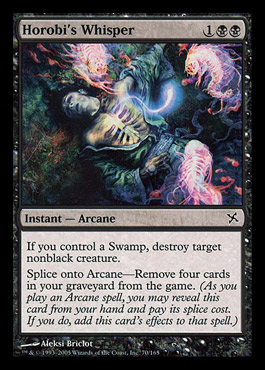 Horobi's Whisper 1
Instant — Arcane
If you control a Swamp, destroy target
nonblack creature.
Splice onto Arcane—Remove four cards
in your graveyard from the game. (As you
play an Arcane spell, you may reveal this
card from your hand and pay its splice cost.
If you do, add this card's effects to that spell.)
Aleksi Briclot
™ & © 1993–2005 Wizards of the Coast, Inc. 70/165